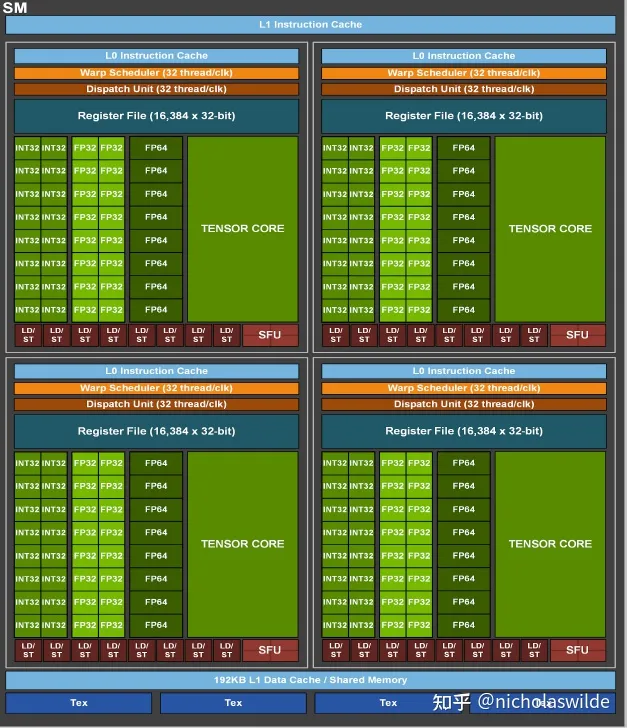 SM
L1 Instruction Cache
L0 Instruction Cache
Warp Scheduler (32 thread/clk)
Dispatch Unit (32 thread/clk)
Register File (16,384 x 32-bit)
INT32 INT32 FP32 FP32 FP64
INT32 INT32 FP32 FP32 FP64
INT32 INT32 FP32 FP32 FP64
INT32 INT32 FP32 FP32 FP64
INT32 INT32 FP32 FP32 FP64
INT32 INT32 FP32 FP32 FP64
INT32 INT32 FP32 FP32 FP64
INT32 INT32 FP32 FP32 FP64
TENSOR CORE
LD/ LD/ LD/ LD/ LD/ LD/ LD/ LD/
ST ST ST ST ST ST ST ST
SFU
L0 Instruction Cache
Warp Scheduler (32 thread/clk)
Dispatch Unit (32 thread/clk)
Register File (16,384 x 32-bit)
INT32 INT32 FP32 FP32 FP64
INT32 INT32 FP32 FP32 FP64
INT32 INT32 FP32 FP32 FP64
INT32 INT32 FP32 FP32 FP64
INT32 INT32 FP32 FP32 FP64
INT32 INT32 FP32 FP32 FP64
INT32 INT32 FP32 FP32 FP64
INT32 INT32 FP32 FP32 FP64
TENSOR CORE
LD/ LD/ LD/ LD/ LD/ LD/ LD/ LD/
ST ST ST ST ST ST ST ST
SFU
L0 Instruction Cache
Warp Scheduler (32 thread/clk)
Dispatch Unit (32 thread/clk)
Register File (16,384 x 32-bit)
INT32 INT32 FP32 FP32 FP64
INT32 INT32 FP32 FP32 FP64
INT32 INT32 FP32 FP32 FP64
INT32 INT32 FP32 FP32 FP64
INT32 INT32 FP32 FP32 FP64
INT32 INT32 FP32 FP32 FP64
INT32 INT32 FP32 FP32 FP64
INT32 INT32 FP32 FP32 FP64
TENSOR CORE
LD/ LD/ LD/ LD/ LD/ LD/ LD/ LD/
ST ST ST ST ST ST ST ST
SFU
L0 Instruction Cache
Warp Scheduler (32 thread/clk)
Dispatch Unit (32 thread/clk)
Register File (16,384 x 32-bit)
INT32 INT32 FP32 FP32 FP64
INT32 INT32 FP32 FP32 FP64
INT32 INT32 FP32 FP32 FP64
INT32 INT32 FP32 FP32 FP64
INT32 INT32 FP32 FP32 FP64
INT32 INT32 FP32 FP32 FP64
INT32 INT32 FP32 FP32 FP64
INT32 INT32 FP32 FP32 FP64
TENSOR CORE
LD/ LD/ LD/ LD/ LD/ LD/ LD/ LD/
ST ST ST ST ST ST ST ST
SFU
192KB L1 Data Cache / Shared Memory
Tex Tex Tex Tex
知乎 @nicholaswilde